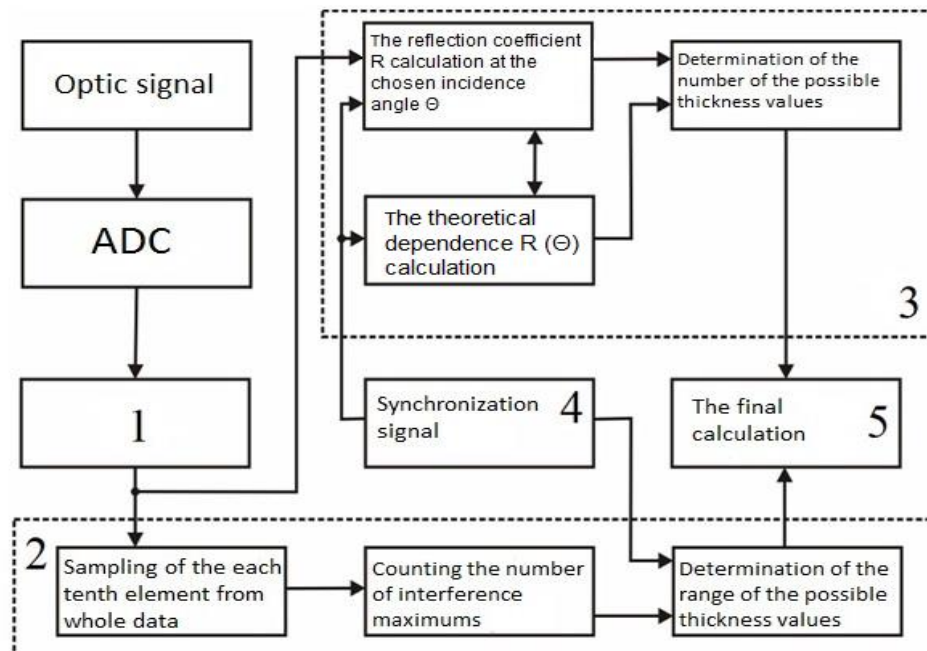 Optic signal
ADC
1
The reflection coefficient
R calculation at the
chosen incidence
angle Θ
Determination of the
number of the possible
thickness values
The theoretical
dependence R (Θ)
calculation
3
Synchronization
signal
4
The final
calculation
5
2
Sampling of the each
tenth element from
whole data
Counting the number
of interference
maximums
Determination of the
range of the possible
thickness values